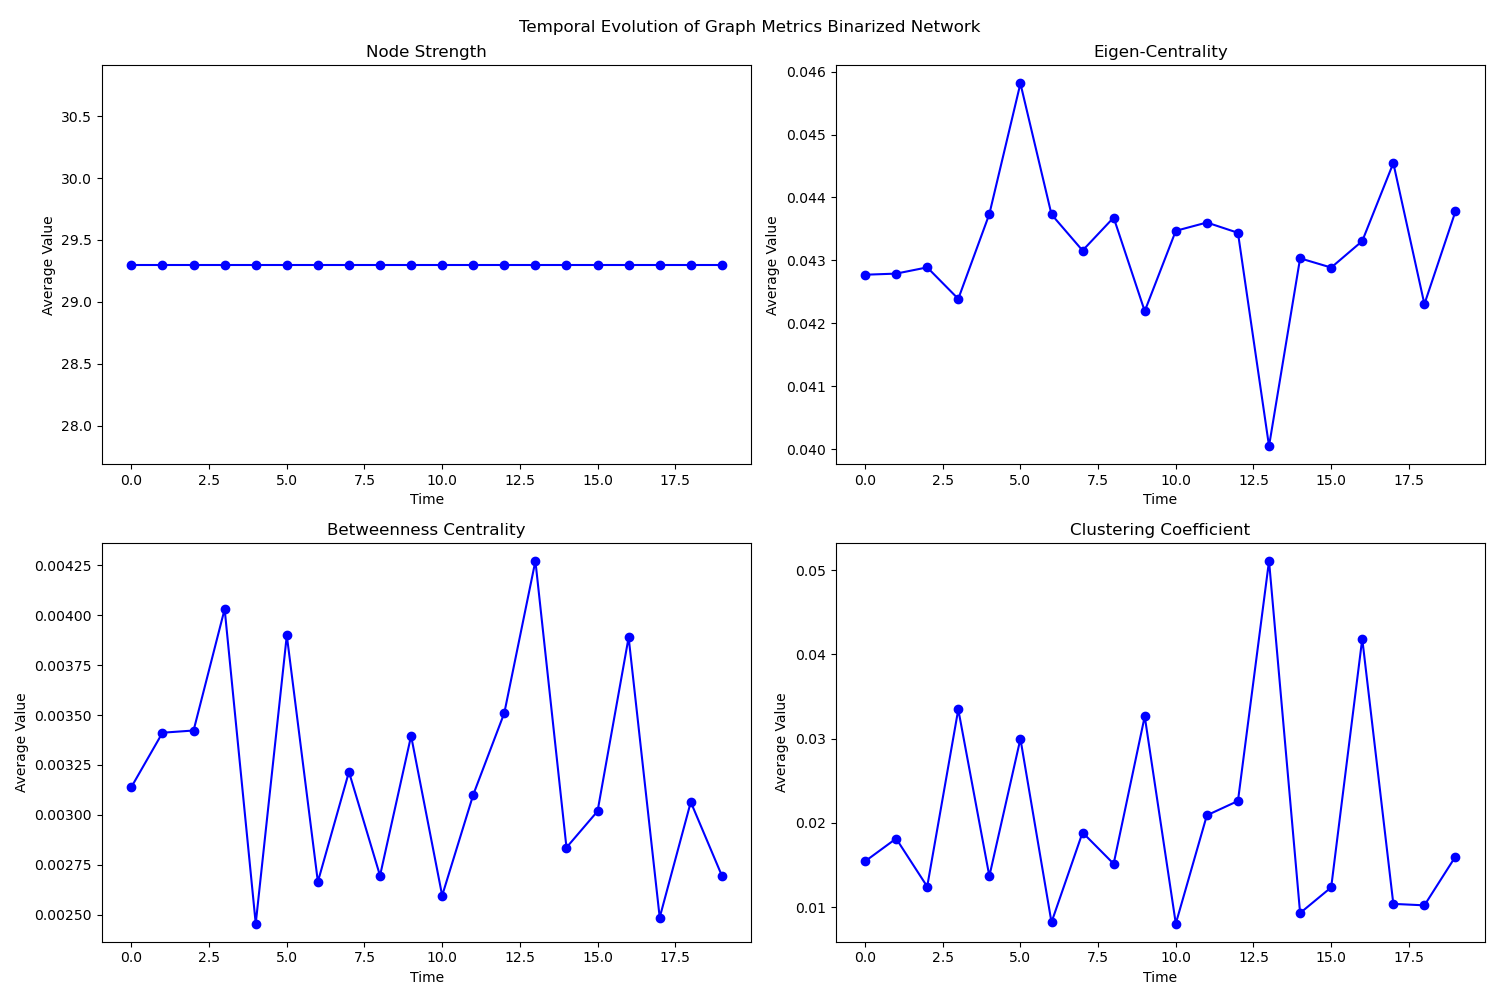 Temporal Evolution of Graph Metrics Binarized Network
Node Strength
Average Value
30.5
30.0
29.5
29.0
28.5
28.0
0.0 2.5 5.0 7.5 10.0 12.5 15.0 17.5
Time
Eigen-Centrality
Average Value
0.046
0.045
0.044
0.043
0.042
0.041
0.040
0.0 2.5 5.0 7.5 10.0 12.5 15.0 17.5
Time
Betweenness Centrality
Average Value
0.00425
0.00400
0.00375
0.00350
0.00325
0.00300
0.00275
0.00250
0.0 2.5 5.0 7.5 10.0 12.5 15.0 17.5
Time
Clustering Coefficient
Average Value
0.05
0.04
0.03
0.02
0.01
0.0 2.5 5.0 7.5 10.0 12.5 15.0 17.5
Time